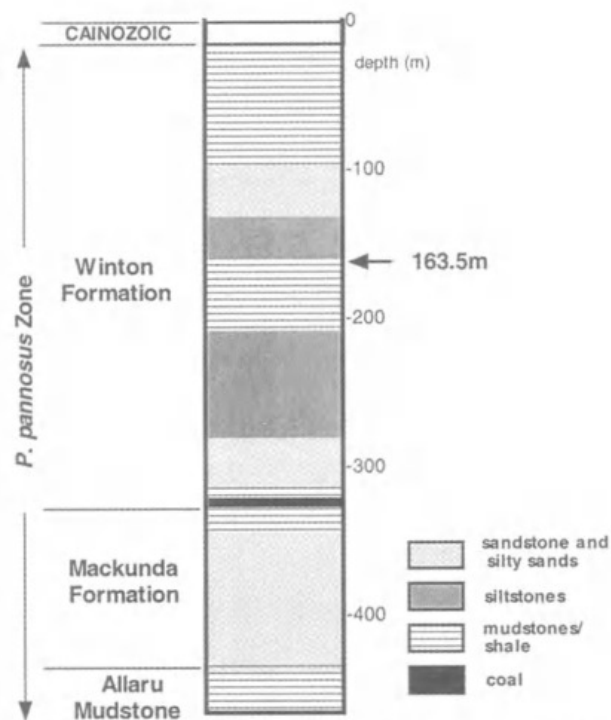 0
CAINOZOIC
depth (m)
-100
163.5m
Winton
Formation
P. pannosus Zone
-200
-300
Mackunda
Formation
-400
Allaru
Mudstone
sandstone and
silty sands
siltstones
mudstones/
shale
coal